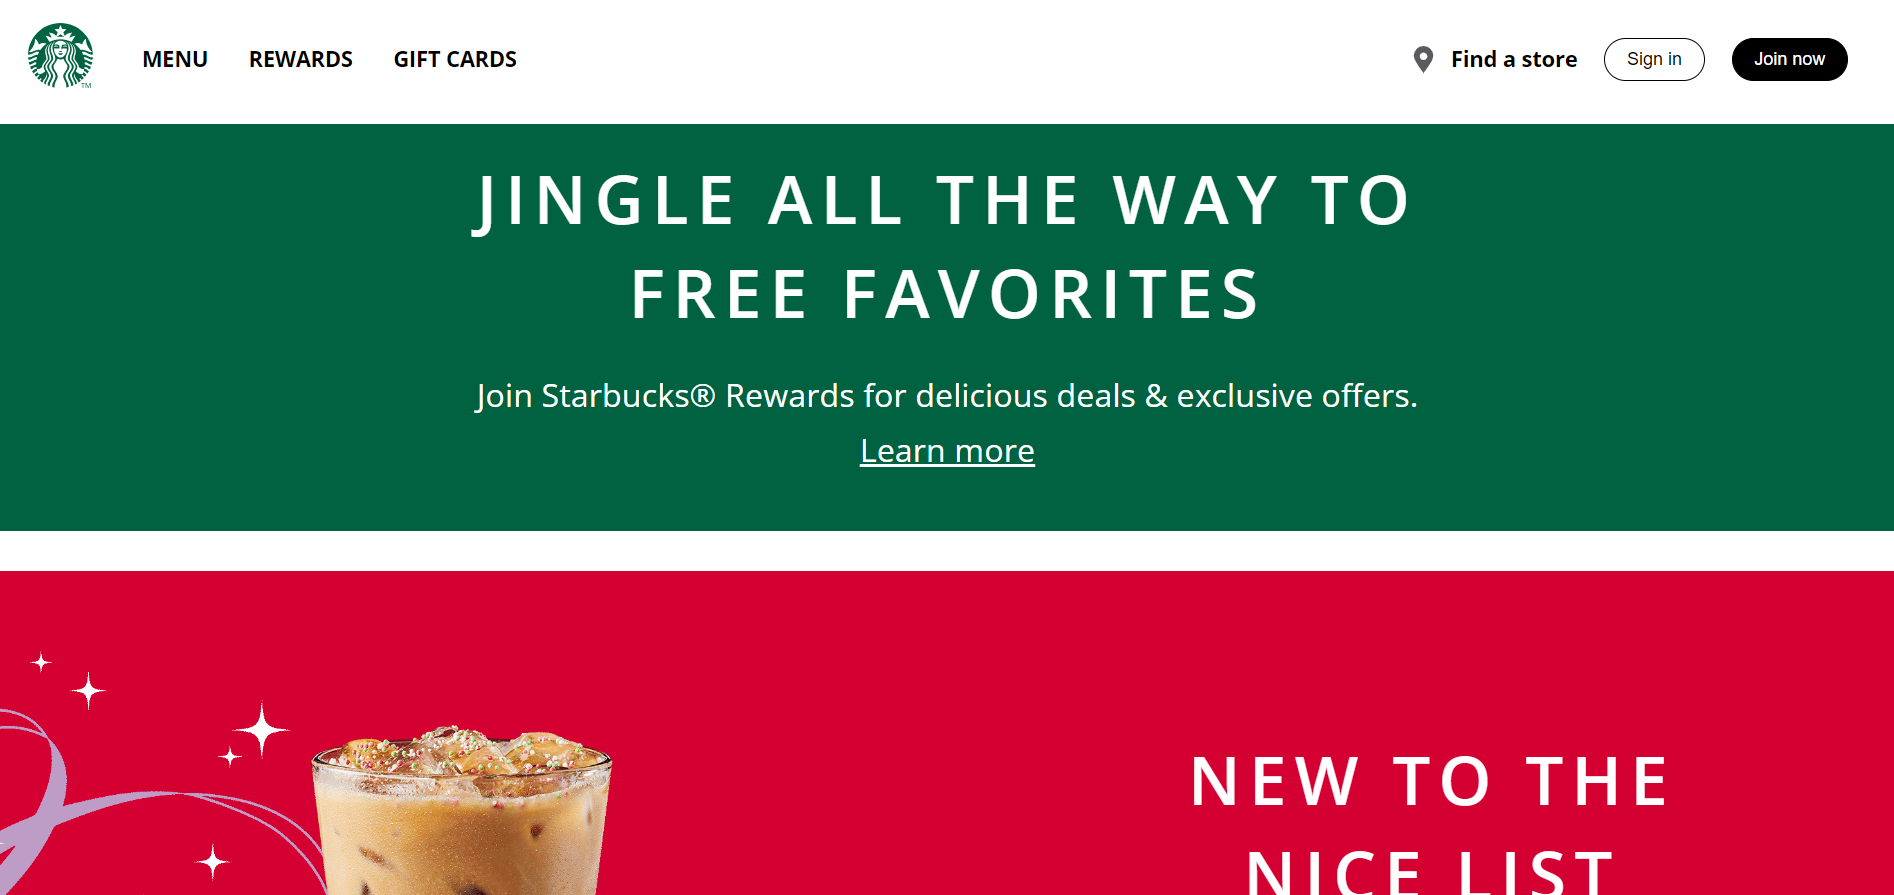 MENU REWARDS GIFT CARDS Find a store Sign in Join now
TM
JINGLE ALL THE WAY TO
FREE FAVORITES
Join Starbucks® Rewards for delicious deals & exclusive offers.
Learn more
NEW TO THE
NICE LIST